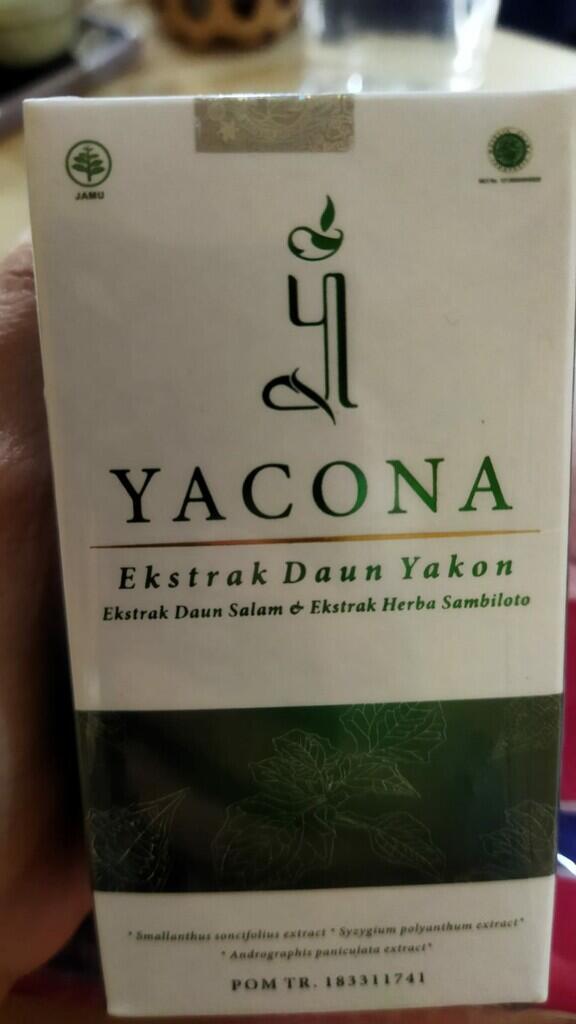 JAMU
YACONA
Ekstrak Daun Yakon
Ekstrak Daun Salam & Ekstrak Herba Sambiloto
* Smallanthus soncifolius extract * Syzygium polyanthum extract*
* Andrographis paniculata extract*
POM TR. 183311741